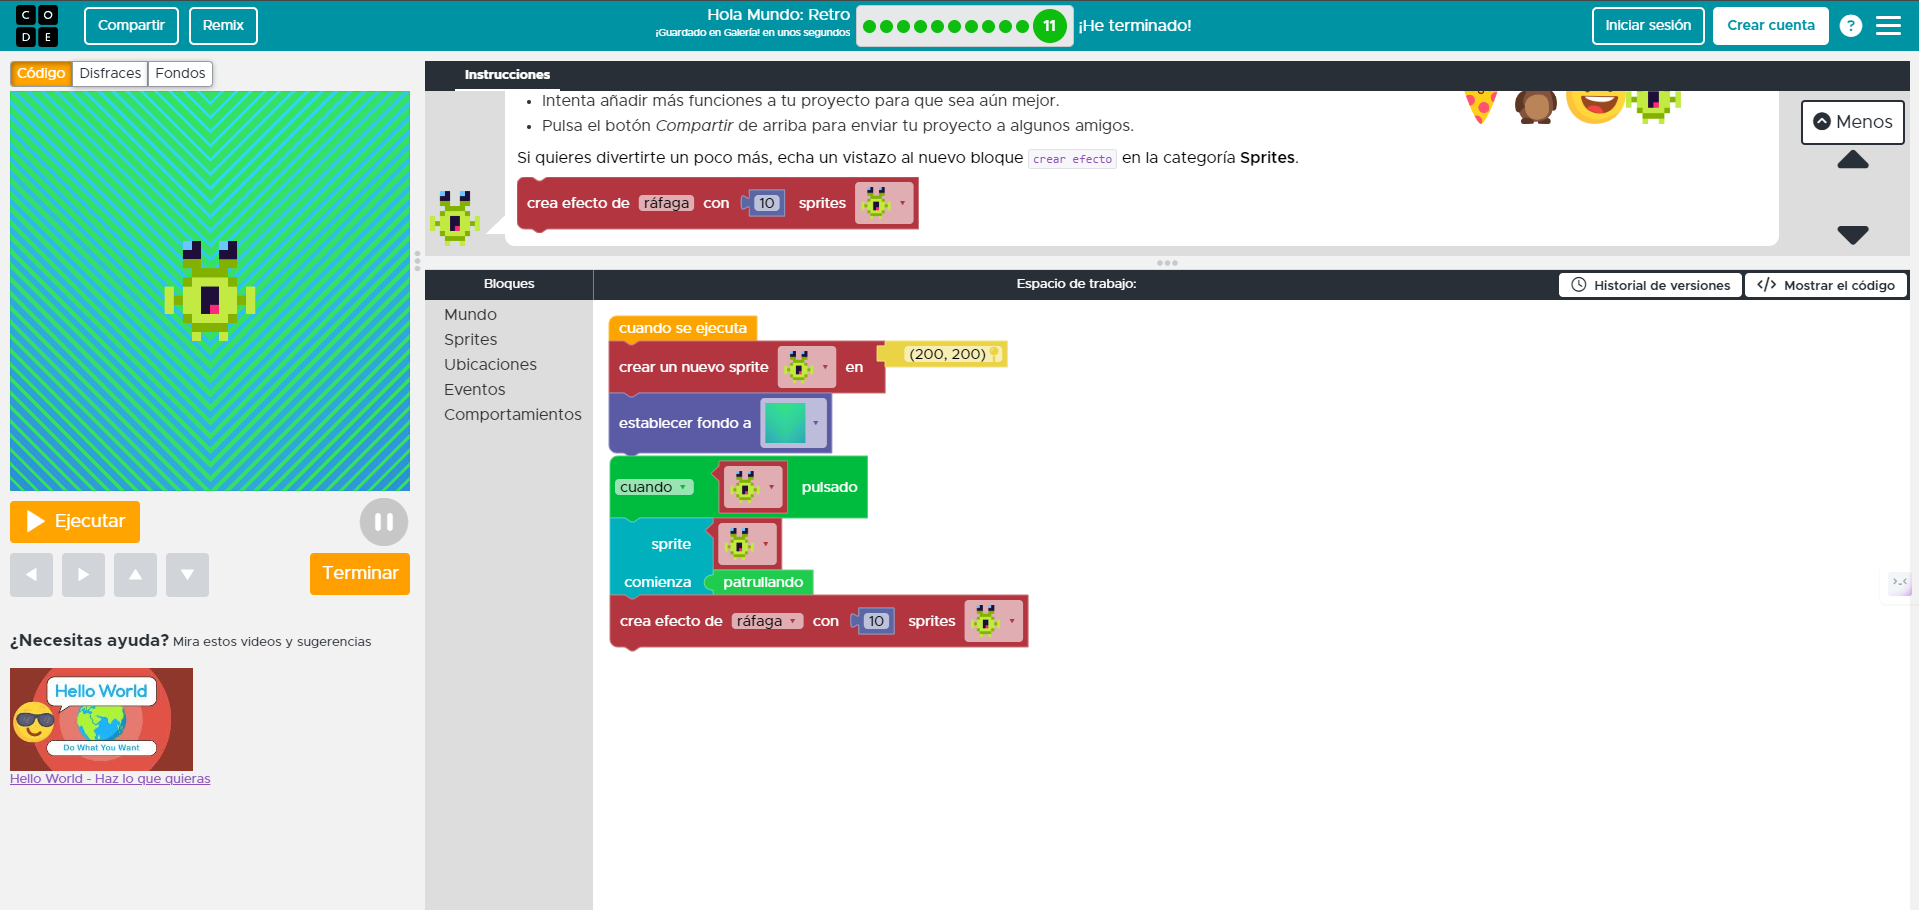 CODE
Compartir
Remix
Hola Mundo: Retro
¡Guardado en Galería! en unos segundos
11
¡He terminado!
Iniciar sesión
Crear cuenta
?
Código
Disfraces
Fondos
Instrucciones
• Intenta añadir más funciones a tu proyecto para que sea aún mejor.
• Pulsa el botón Compartir de arriba para enviar tu proyecto a algunos amigos.
Si quieres divertirte un poco más, echa un vistazo al nuevo bloque crear efecto en la categoría Sprites.
crea efecto de ráfaga con 10 sprites
Menos
Bloques
Espacio de trabajo:
Historial de versiones
</> Mostrar el código
Mundo
Sprites
Ubicaciones
Eventos
Comportamientos
cuando se ejecuta
crear un nuevo sprite en (200, 200)
establecer fondo a
cuando pulsado
sprite
comienza patrullando
crea efecto de ráfaga con 10 sprites
Ejecutar
Terminar
¿Necesitas ayuda? Mira estos videos y sugerencias
Hello World
Do What You Want
Hello World - Haz lo que quieras